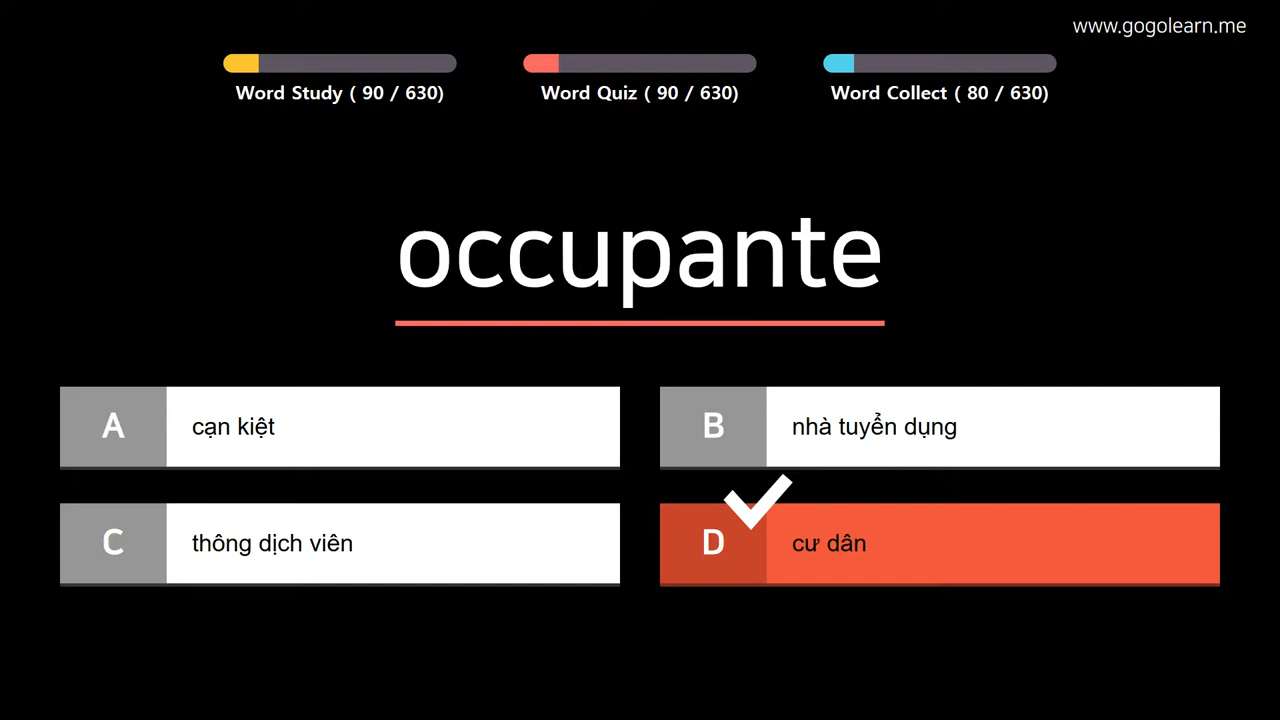 www.gogolearn.me
Word Study ( 90 / 630)
Word Quiz ( 90 / 630)
Word Collect ( 80 / 630)
occupante
A cạn kiệt
B nhà tuyển dụng
C thông dịch viên
D cư dân